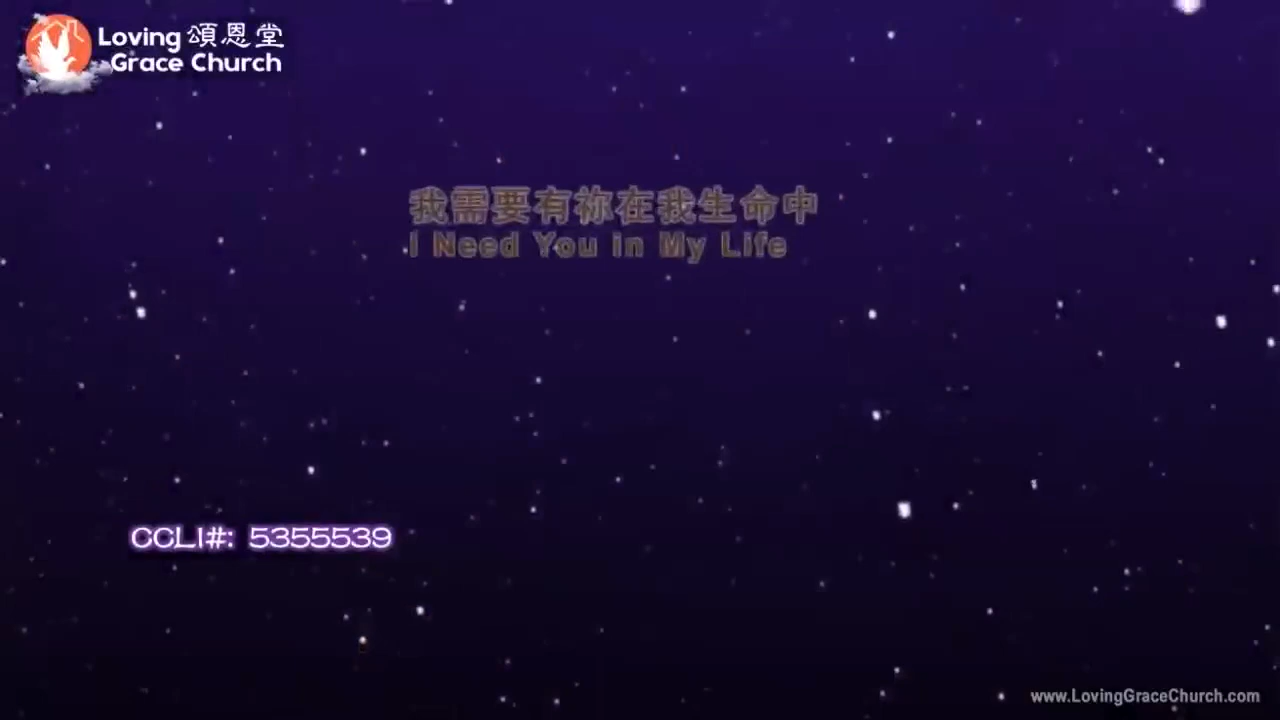 Loving 頌恩堂
Grace Church
我需要有祢在我生命中
I Need You in My Life
CCLI#: 5355539
www.LovingGraceChurch.com